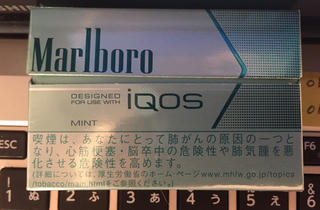 Marlboro
DESIGNED
FOR USE WITH
iQOS
MINT
喫煙は、あなたにとって肺がんの原因の一つと
なり、心筋梗塞・脳卒中の危険性や肺気腫を悪
化させる危険性を高めます。
(詳細については、厚生労働省のホームページwww.mhlw.go.jp/topics
/tobacco/main.htmlをご参照ください。)
F6